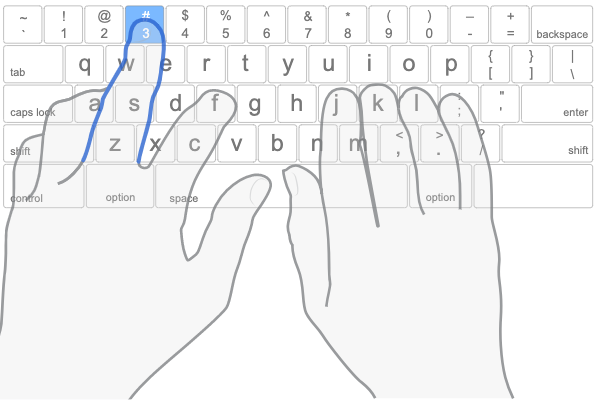 ~ ! @ # $ % ^ & * ( ) _ +
` 1 2 3 4 5 6 7 8 9 0 - = backspace
tab q w e r t y u i o p { [ } ] | \
caps lock a s d f g h j k l : ; " ' enter
shift z x c v b n m < , > . ? / shift
control option space option